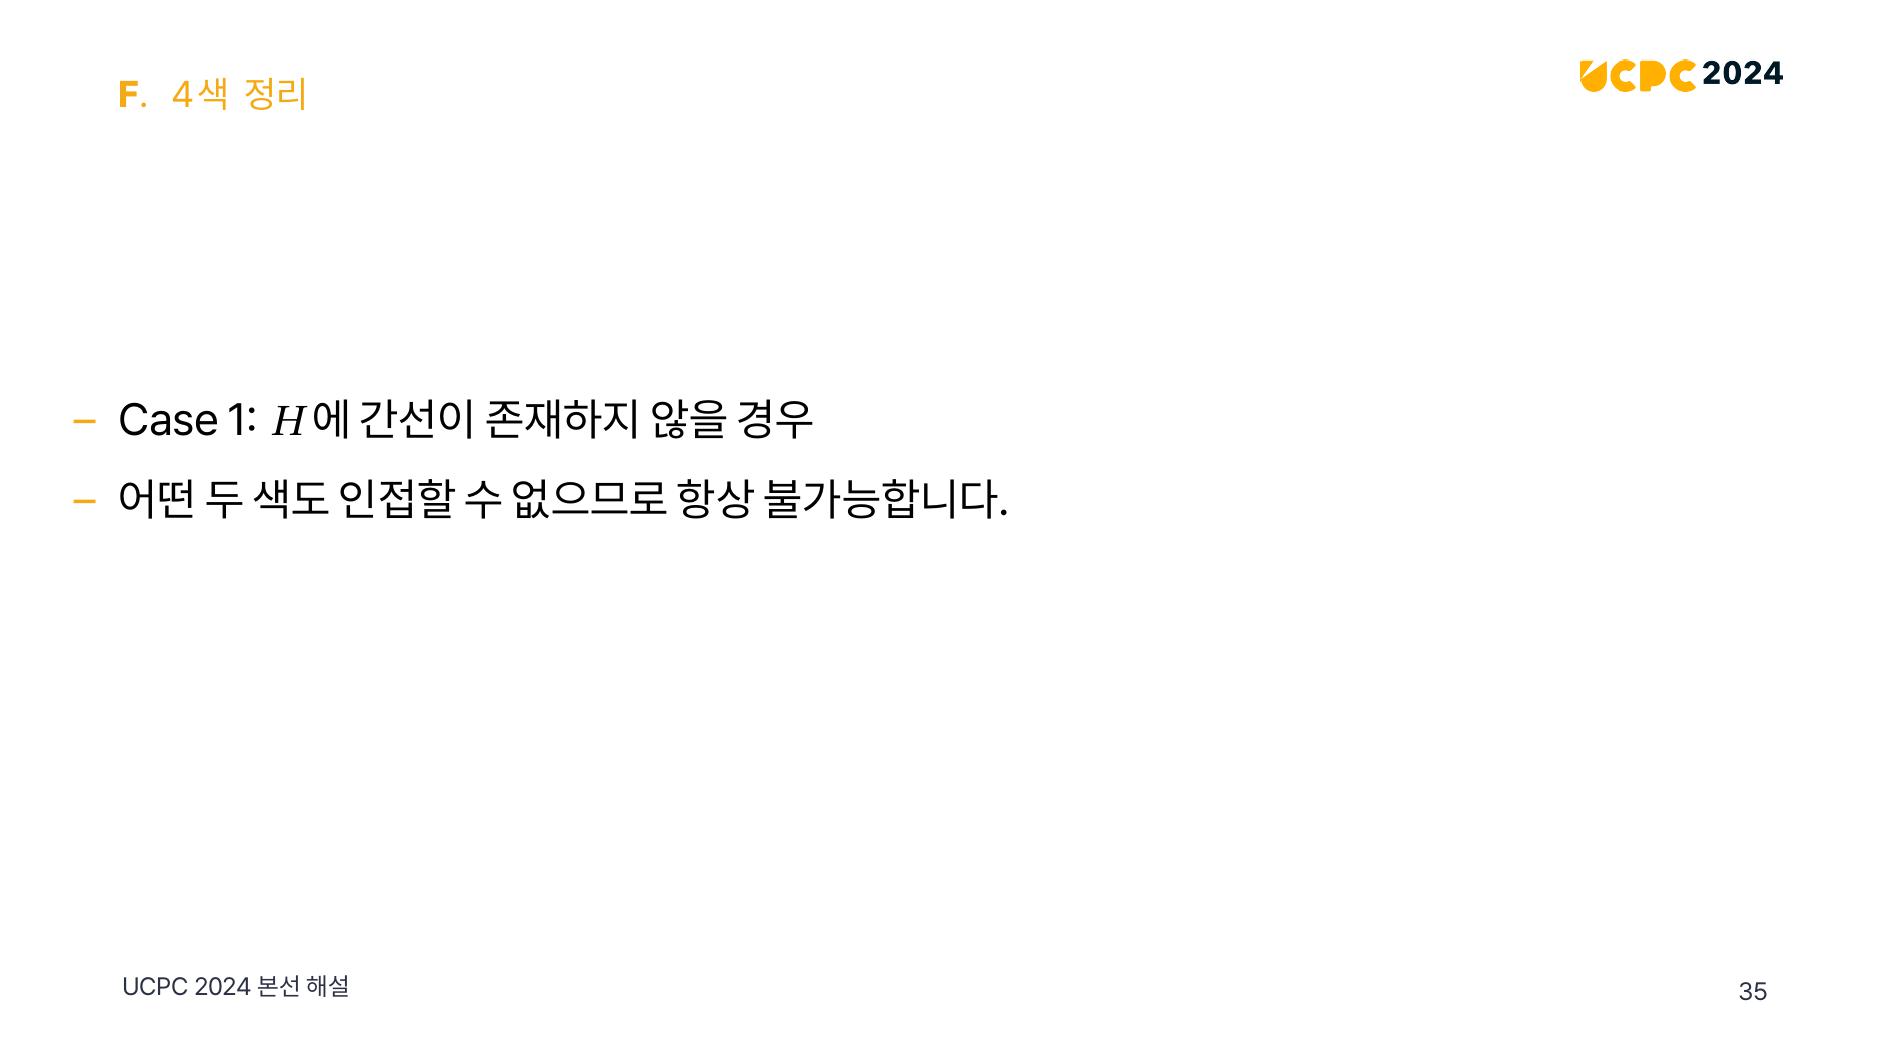 F. 4색 정리
UCPC 2024
– Case 1: H에 간선이 존재하지 않을 경우
– 어떤 두 색도 인접할 수 없으므로 항상 불가능합니다.
UCPC 2024 본선 해설
35